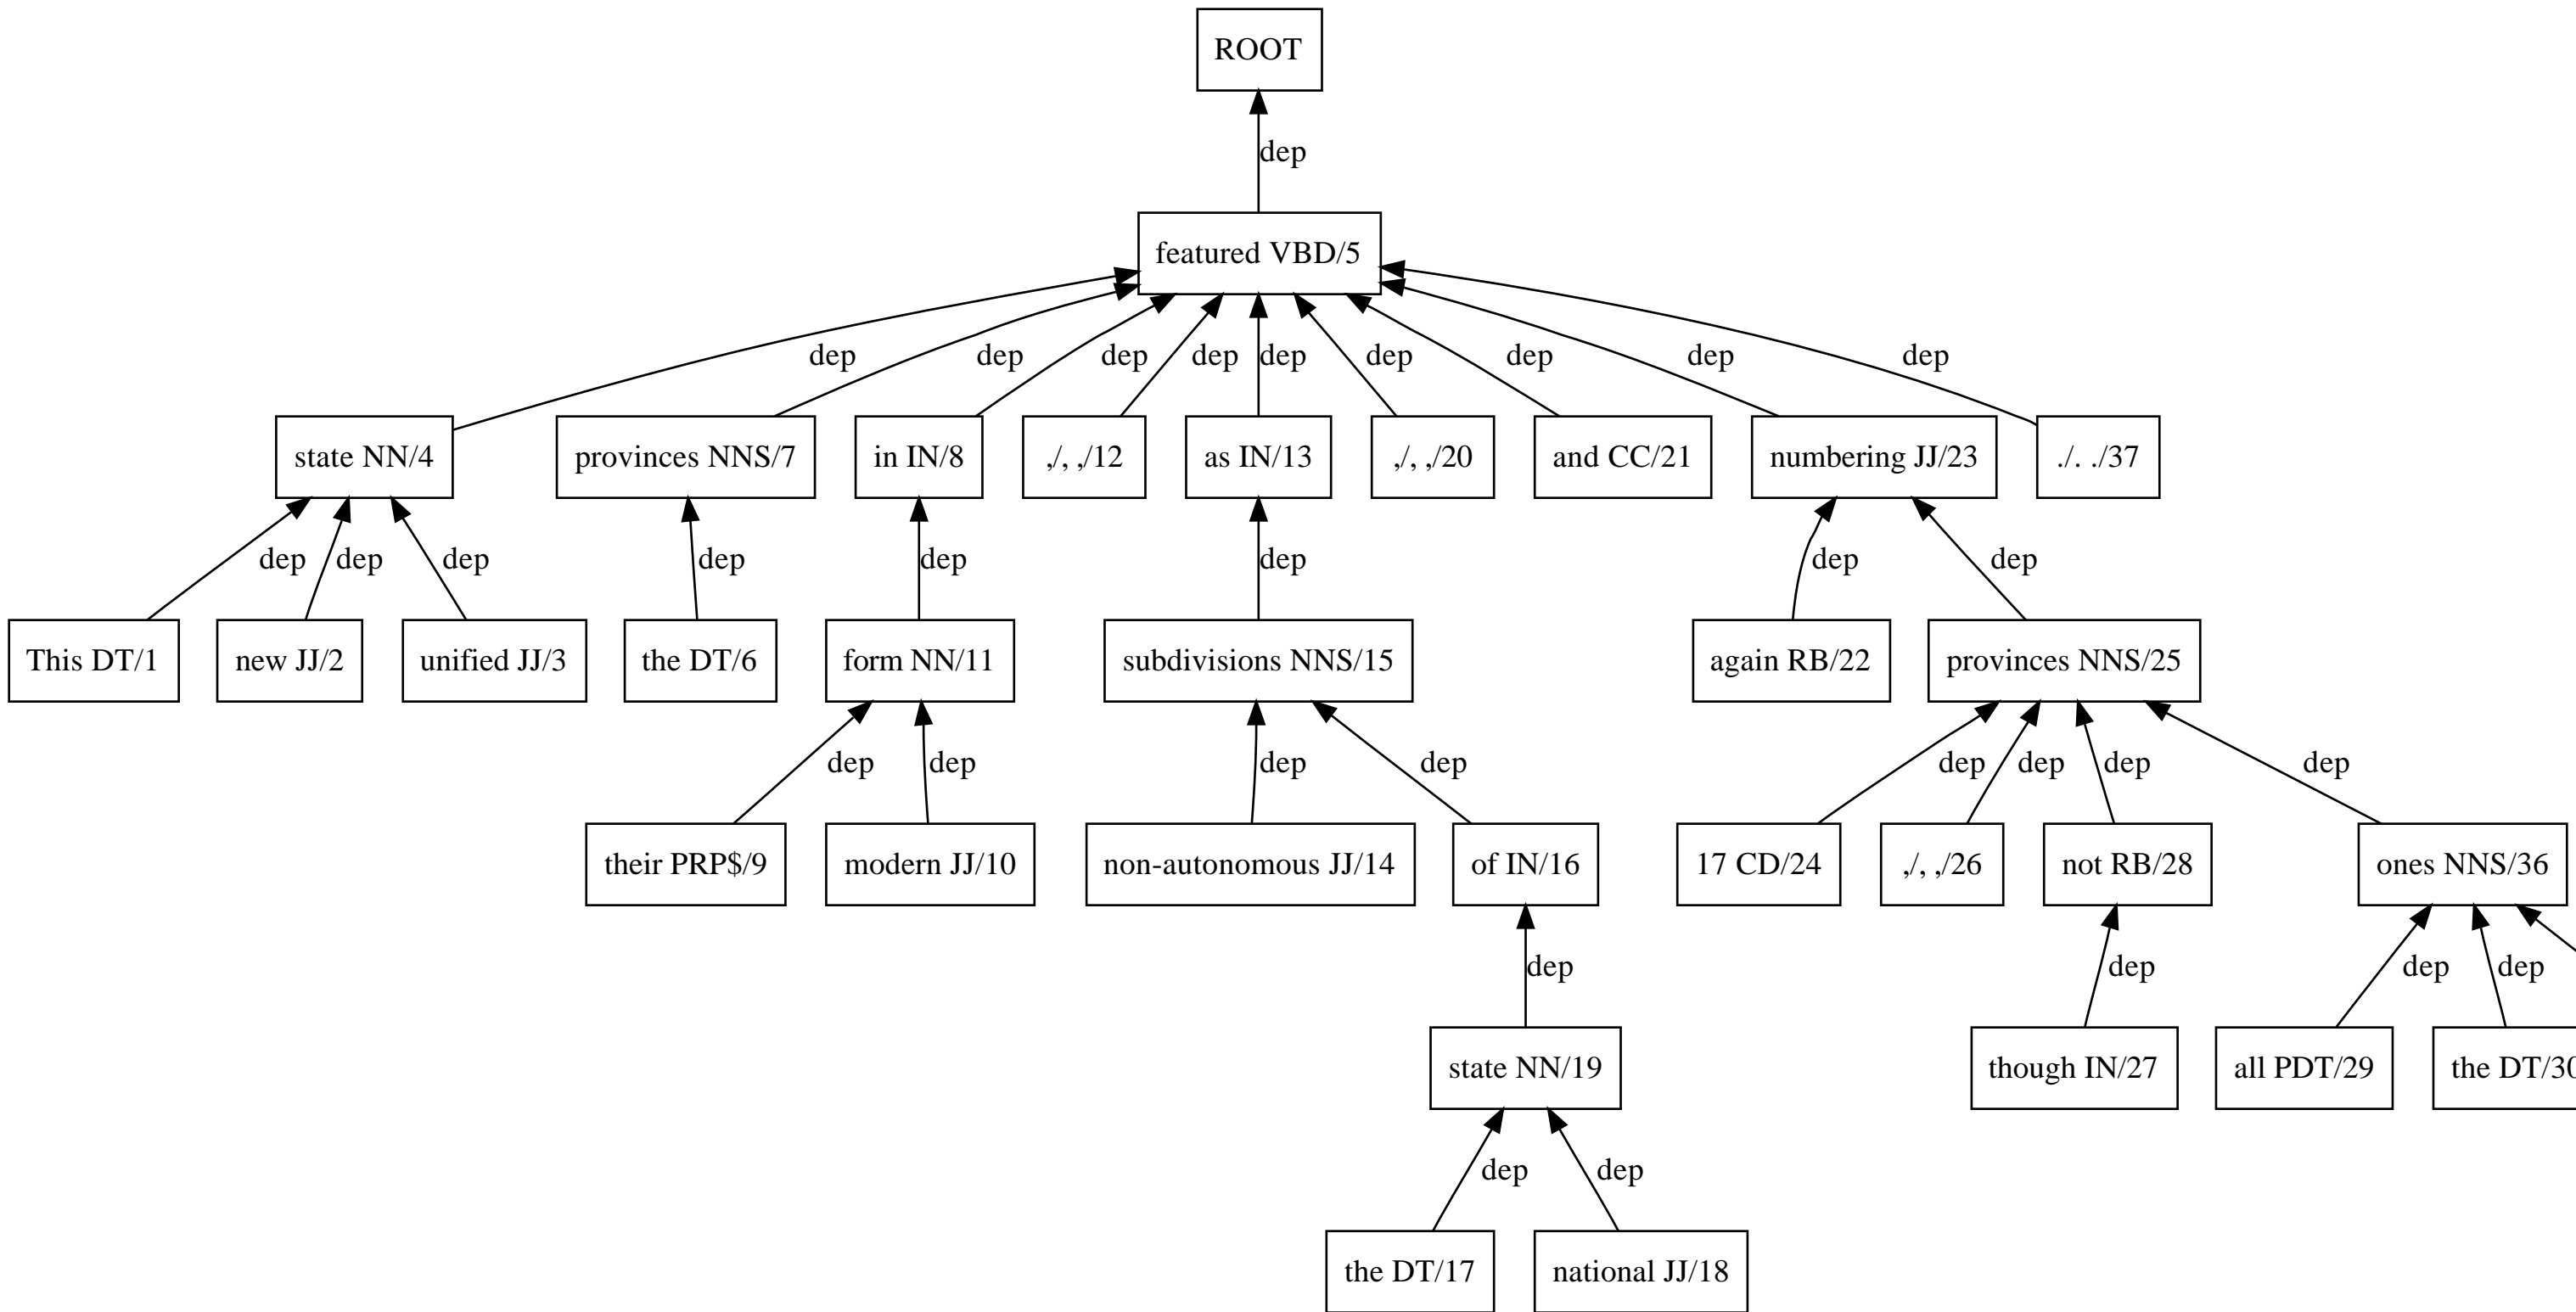 ROOT
dep
featured VBD/5
dep dep dep dep dep dep dep dep dep
state NN/4 provinces NNS/7 in IN/8 ,/, ,/12 as IN/13 ,/, ,/20 and CC/21 numbering JJ/23 ./. ./37
dep dep dep dep dep dep dep dep
This DT/1 new JJ/2 unified JJ/3 the DT/6 form NN/11 subdivisions NNS/15 again RB/22 provinces NNS/25
dep dep dep dep dep dep dep dep
their PRP$/9 modern JJ/10 non-autonomous JJ/14 of IN/16 17 CD/24 ,/, ,/26 not RB/28 ones NNS/36
dep dep dep dep
state NN/19 though IN/27 all PDT/29 the DT/30
dep dep
the DT/17 national JJ/18